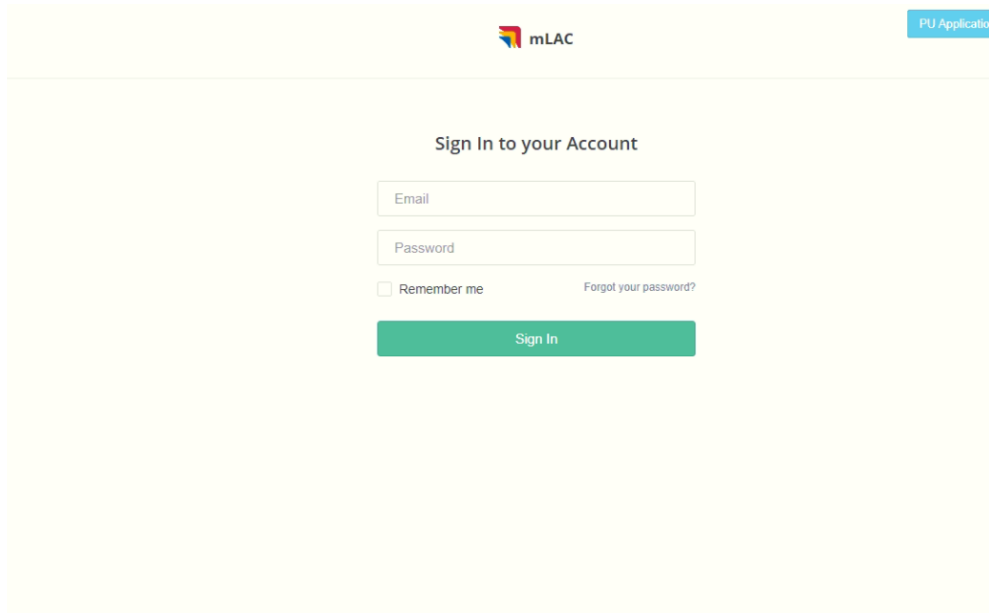 mLAC
PU Applicatio
Sign In to your Account
Email
Password
Remember me
Forgot your password?
Sign In